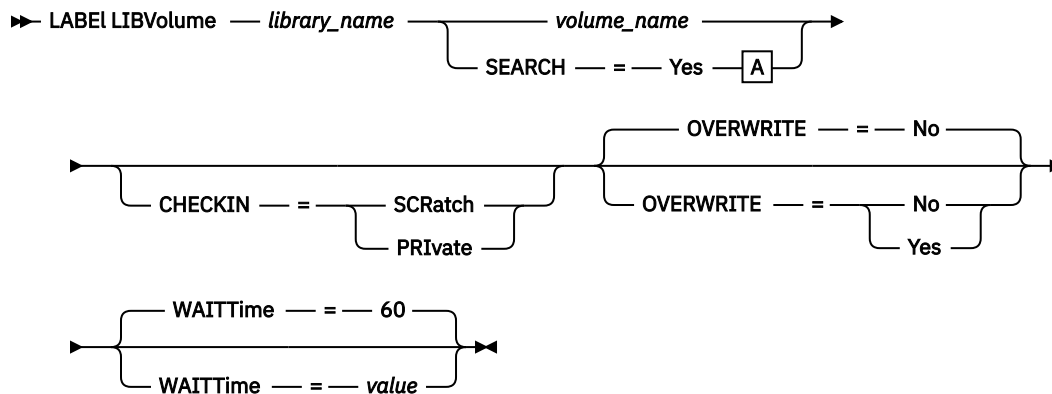 LABEl LIBVolume library_name volume_name
SEARCH = Yes A
OVERWRITE = No
CHECKIN = SCRatch OVERWRITE = No
PRIvate Yes
WAITTime = 60
WAITTime = value